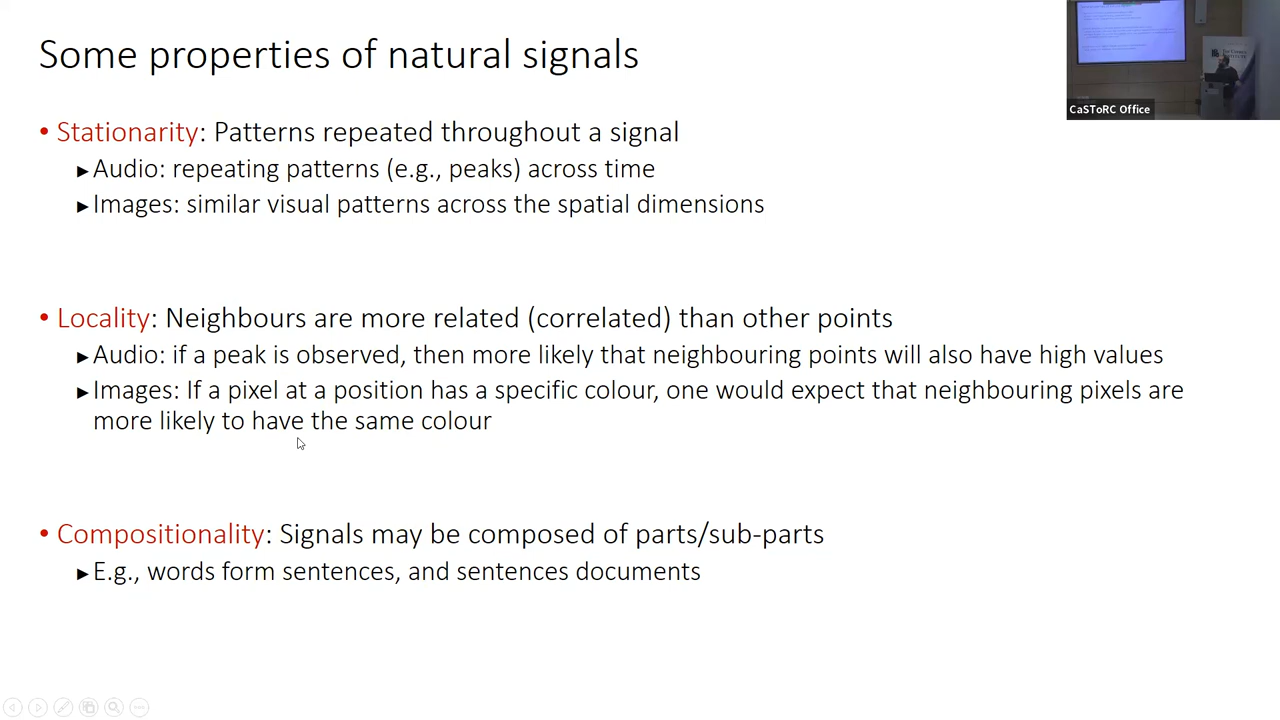 Some properties of natural signals
• Stationarity: Patterns repeated throughout a signal
▶Audio: repeating patterns (e.g., peaks) across time
▶Images: similar visual patterns across the spatial dimensions
• Locality: Neighbours are more related (correlated) than other points
▶Audio: if a peak is observed, then more likely that neighbouring points will also have high values
▶Images: If a pixel at a position has a specific colour, one would expect that neighbouring pixels are
more likely to have the same colour
• Compositionality: Signals may be composed of parts/sub-parts
▶E.g., words form sentences, and sentences documents
CaSToRC Office